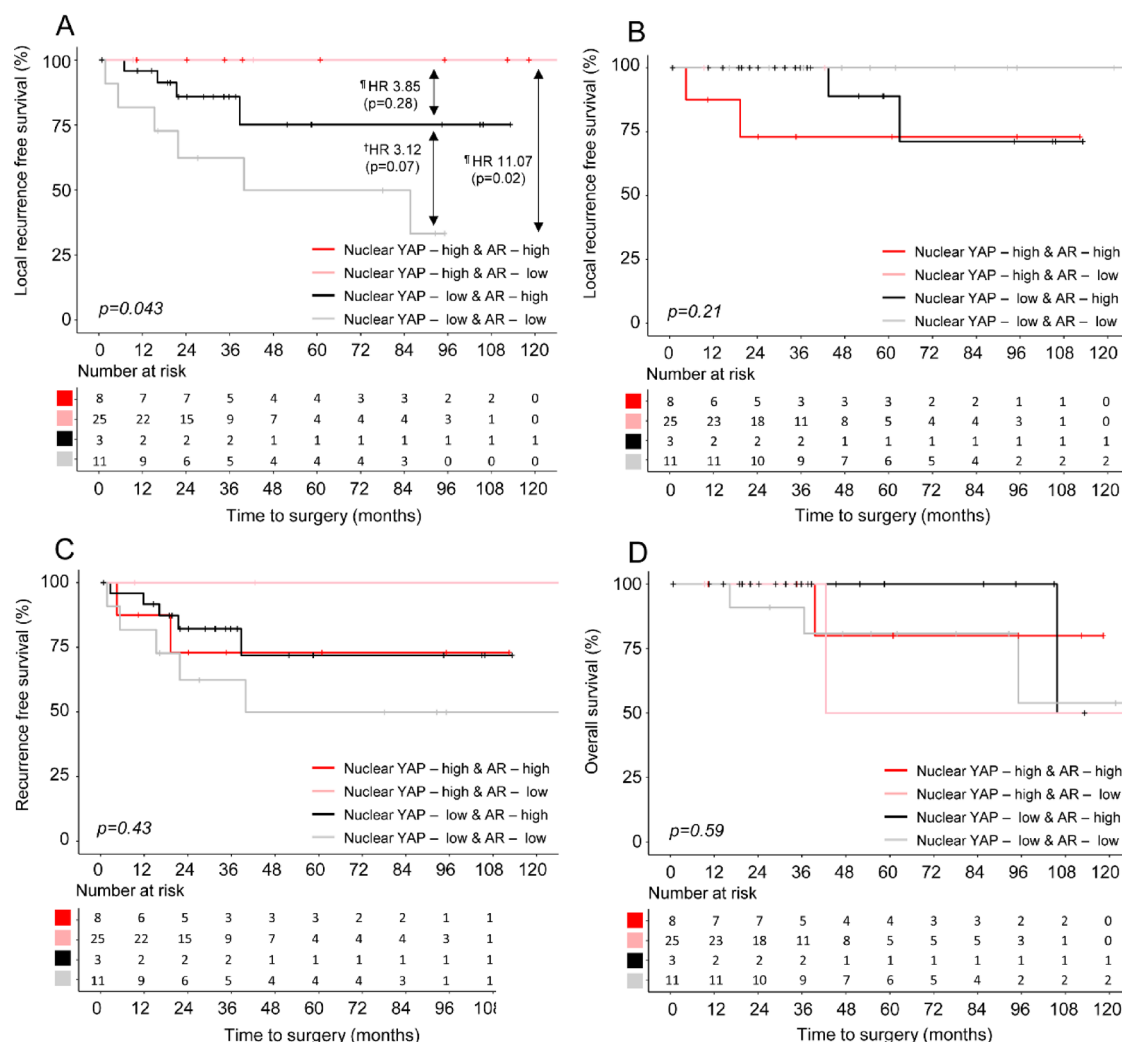 A
Local recurrence free survival (%)
100
75
50
25
0
¶HR 3.85
(p=0.28)
†HR 3.12
(p=0.07)
¶HR 11.07
(p=0.02)
Nuclear YAP – high & AR – high
Nuclear YAP – high & AR – low
Nuclear YAP – low & AR – high
Nuclear YAP – low & AR – low
p=0.043
0 12 24 36 48 60 72 84 96 108 120
Number at risk
8 7 7 5 4 4 3 3 2 2 0
25 22 15 9 7 4 4 4 3 1 0
3 2 2 2 1 1 1 1 1 1 1
11 9 6 5 4 4 4 3 0 0 0
0 12 24 36 48 60 72 84 96 108 120
Time to surgery (months)
B
Local recurrence free survival (%)
100
75
50
25
0
Nuclear YAP – high & AR – high
Nuclear YAP – high & AR – low
Nuclear YAP – low & AR – high
Nuclear YAP – low & AR – low
p=0.21
0 12 24 36 48 60 72 84 96 108 120
Number at risk
8 6 5 3 3 3 2 2 1 1 0
25 23 18 11 8 5 4 4 3 1 0
3 2 2 2 1 1 1 1 1 1 1
11 11 10 9 7 6 5 4 2 2 2
0 12 24 36 48 60 72 84 96 108 120
Time to surgery (months)
C
Recurrence free survival (%)
100
75
50
25
0
Nuclear YAP – high & AR – high
Nuclear YAP – high & AR – low
Nuclear YAP – low & AR – high
Nuclear YAP – low & AR – low
p=0.43
0 12 24 36 48 60 72 84 96 108 120
Number at risk
8 6 5 3 3 3 2 2 1 1
25 22 15 9 7 4 4 4 3 1
3 2 2 2 1 1 1 1 1 1
11 9 6 5 4 4 4 3 1 1
0 12 24 36 48 60 72 84 96 108
Time to surgery (months)
D
Overall survival (%)
100
75
50
25
0
Nuclear YAP – high & AR – high
Nuclear YAP – high & AR – low
Nuclear YAP – low & AR – high
Nuclear YAP – low & AR – low
p=0.59
0 12 24 36 48 60 72 84 96 108 120
Number at risk
8 7 7 5 4 4 3 3 2 2 0
25 23 18 11 8 5 5 5 3 1 0
3 2 2 2 1 1 1 1 1 1 1
11 11 10 9 7 6 5 4 2 2 2
0 12 24 36 48 60 72 84 96 108 120
Time to surgery (months)